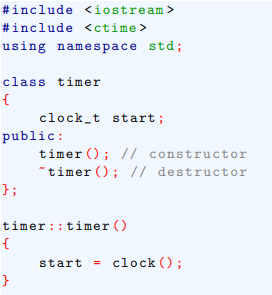 #include <iostream>
#include <ctime>
using namespace std;

class timer
{
    clock_t start;
public:
    timer(); // constructor
    ~timer(); // destructor
};

timer::timer()
{
    start = clock();
}